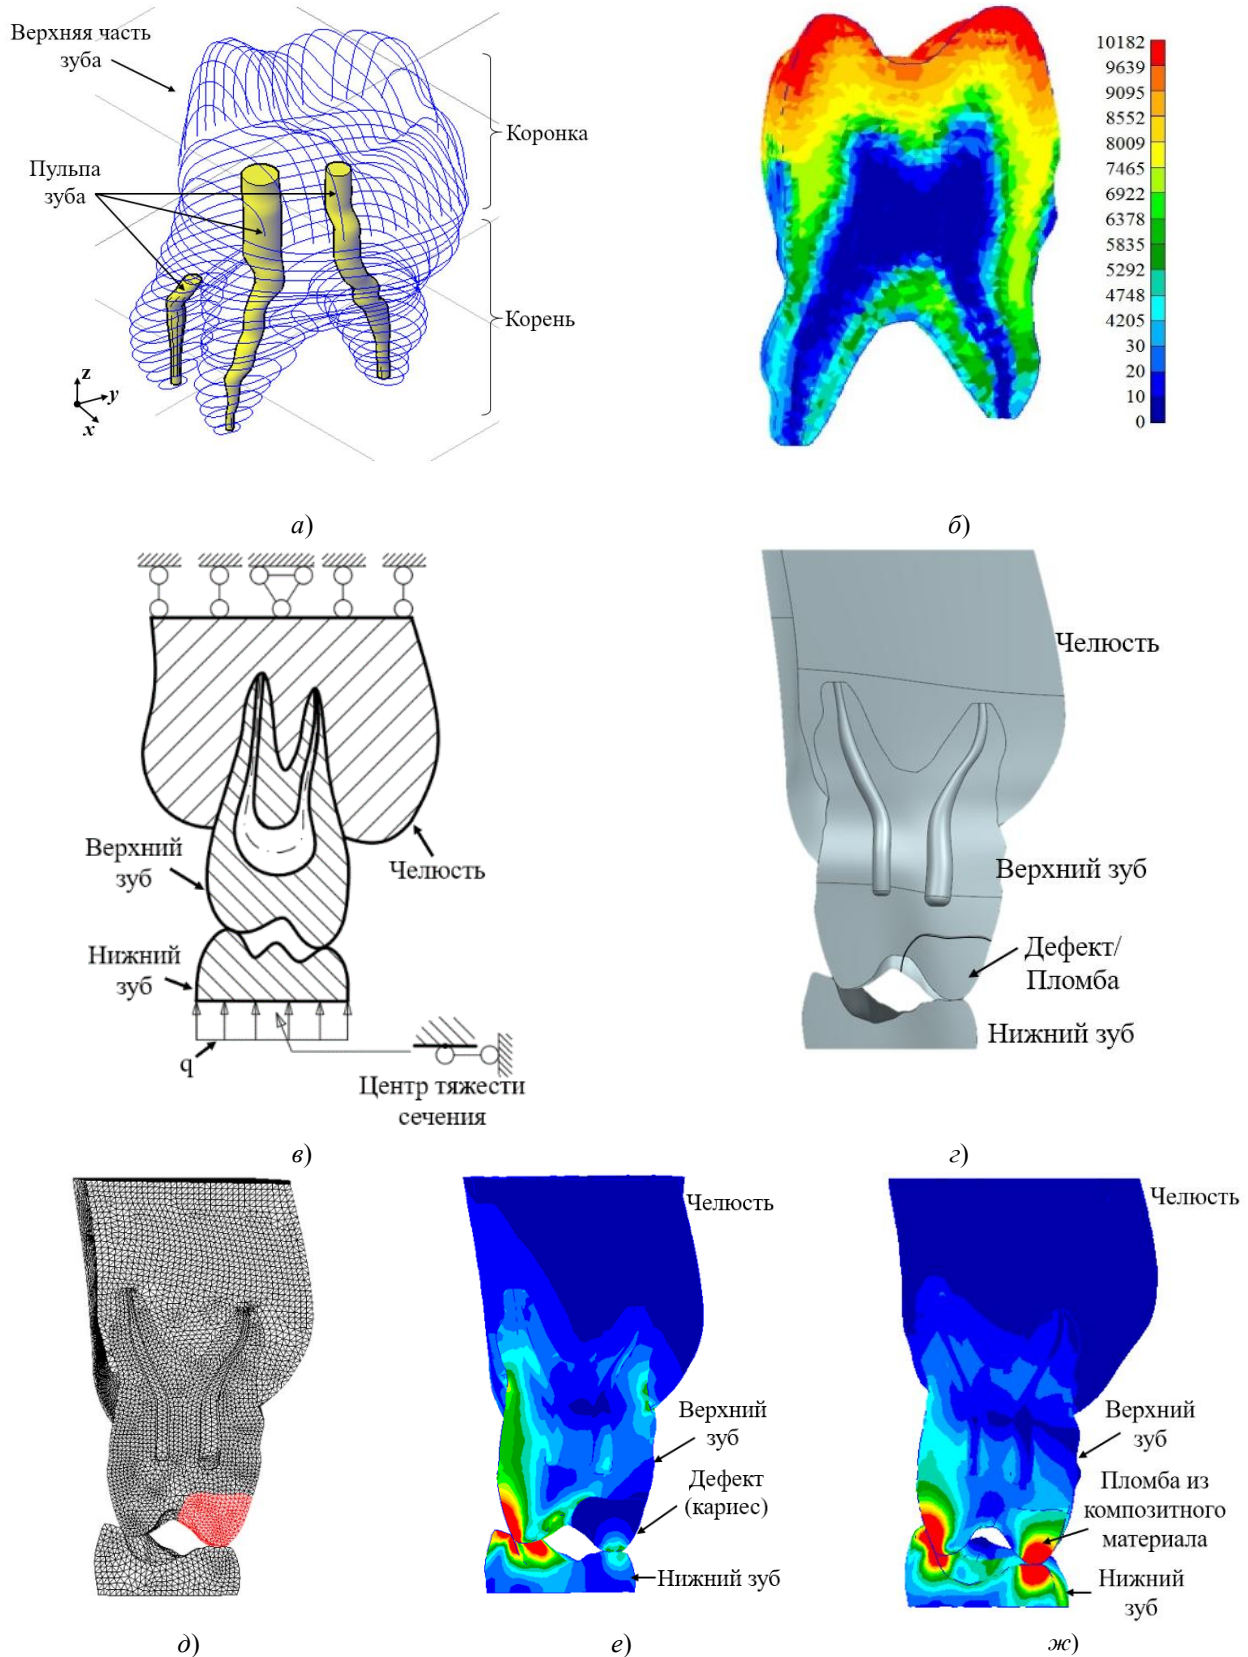 Верхняя часть
зуба
Коронка
Пульпа
зуба
Корень
z
y
x
10182
9639
9095
8552
8009
7465
6922
6378
5835
5292
4748
4205
30
20
10
0
а)
б)
Верхний
зуб
Челюсть
Нижний
зуб
q
Центр тяжести
сечения
Челюсть
Верхний зуб
Дефект/
Пломба
Нижний зуб
в)
г)
Челюсть
Верхний
зуб
Дефект
(кариес)
Нижний зуб
Челюсть
Верхний
зуб
Пломба из
композитного
материала
Нижний
зуб
д)
е)
ж)